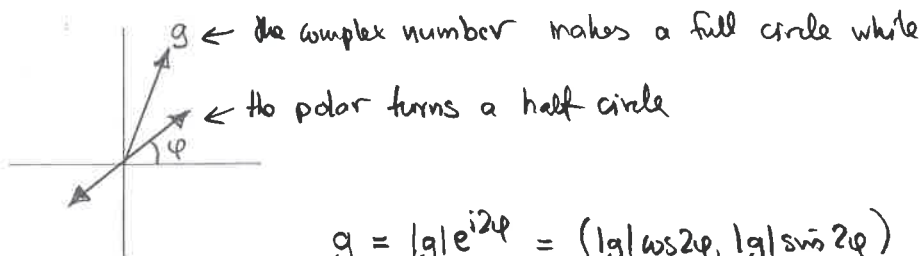 g ← the complex number makes a full circle while
← the polar turns a half circle
φ
g = |g|e^{i2φ} = (|g| cos2φ, |g| sin2φ)